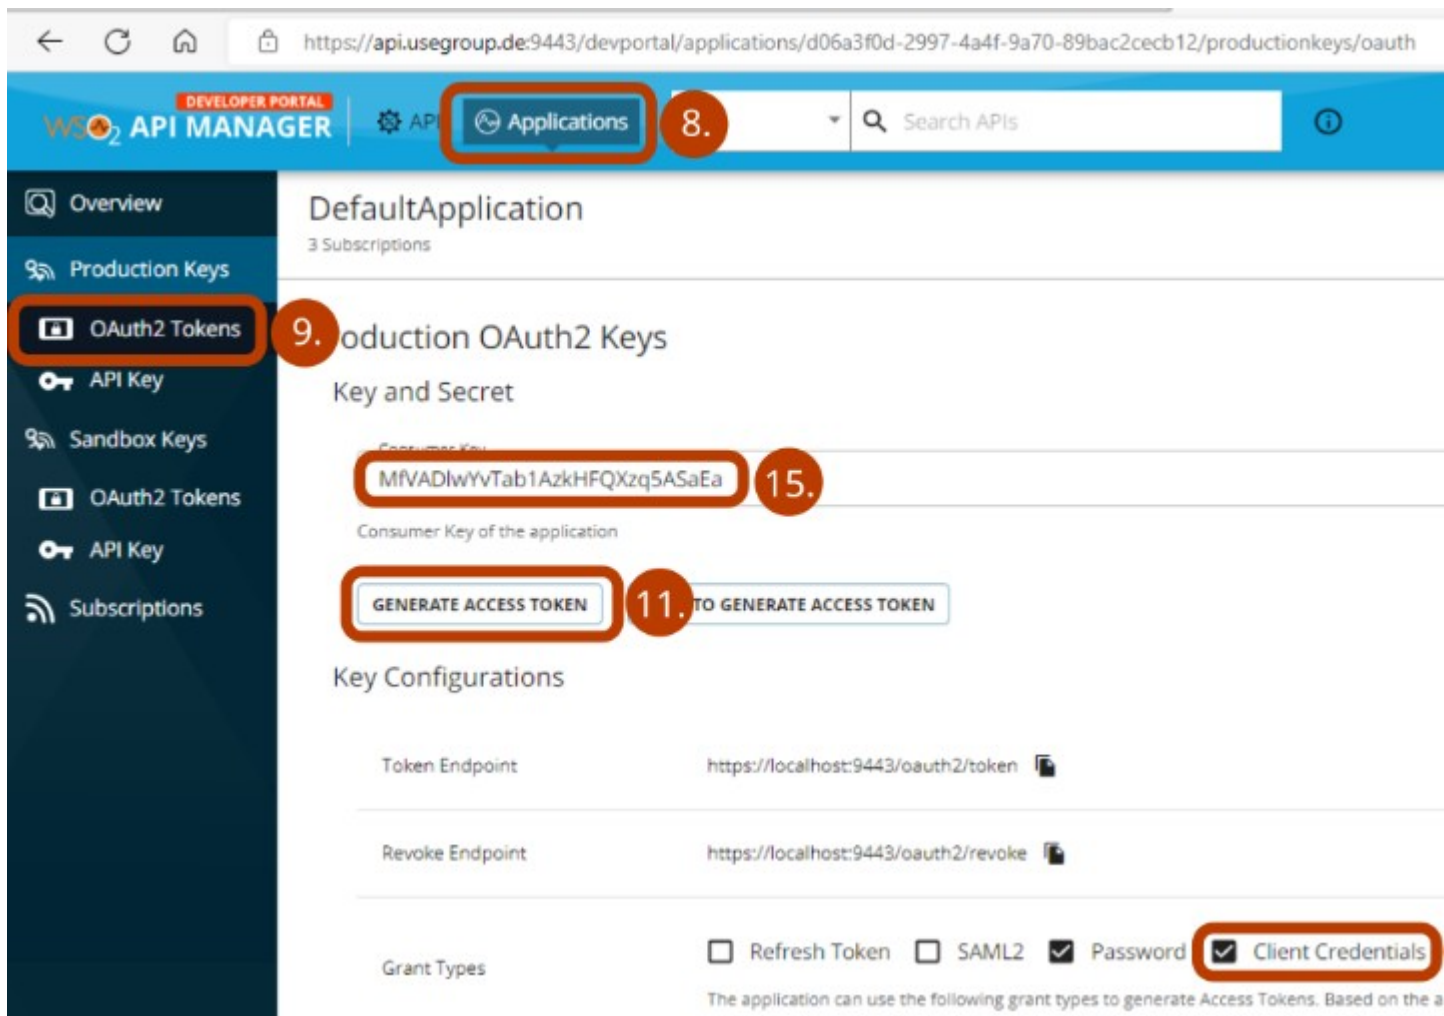 https://api.usegroup.de:9443/devportal/applications/d06a3f0d-2997-4a4f-9a70-89bac2cecb12/productionkeys/oauth
DEVELOPER PORTAL
WSO2 API MANAGER
API
Applications
8.
Search APIs
Overview
DefaultApplication
3 Subscriptions
Production Keys
OAuth2 Tokens
9.
oduction OAuth2 Keys
API Key
Key and Secret
Sandbox Keys
Consumer Key
MfVADlwYvTab1AzkHFQXzq5ASaEa
15.
OAuth2 Tokens
Consumer Key of the application
API Key
GENERATE ACCESS TOKEN
11.
TO GENERATE ACCESS TOKEN
Subscriptions
Key Configurations
Token Endpoint
https://localhost:9443/oauth2/token
Revoke Endpoint
https://localhost:9443/oauth2/revoke
Grant Types
Refresh Token
SAML2
Password
Client Credentials
The application can use the following grant types to generate Access Tokens. Based on the a